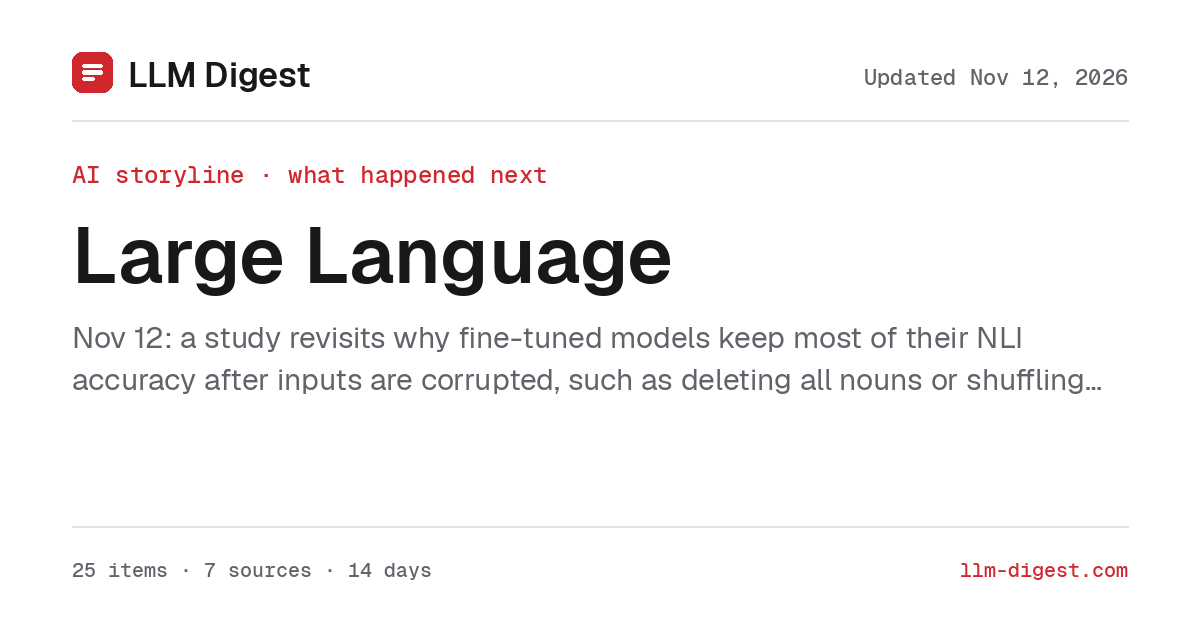 LLM Digest
Updated Nov 12, 2026
AI storyline · what happened next
Large Language
Nov 12: a study revisits why fine-tuned models keep most of their NLI
accuracy after inputs are corrupted, such as deleting all nouns or shuffling…
25 items · 7 sources · 14 days
llm-digest.com